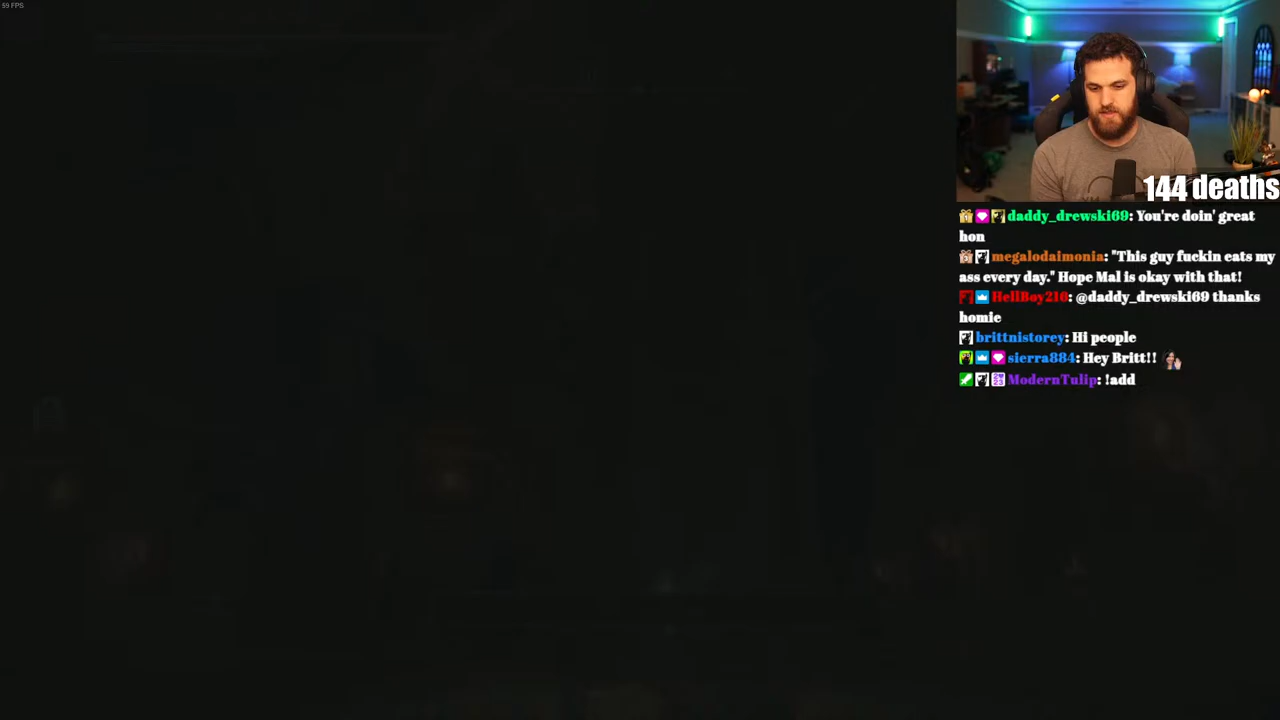 59 FPS
144 deaths
daddy_drewski69: You're doin' great
hon
megalodaimonia: "This guy fuckin eats my
ass every day." Hope Mal is okay with that!
HellBoy216: @daddy_drewski69 thanks
homie
brittnistorey: Hi people
sierra884: Hey Britt!!
ModernTulip: !add